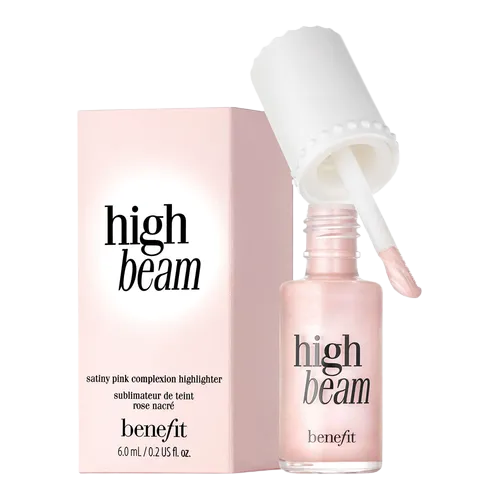 high
beam
satiny pink complexion highlighter
sublimateur de teint
rose nacré
benefit
6.0 mL / 0.2 US fl. oz.
high
beam
benefit